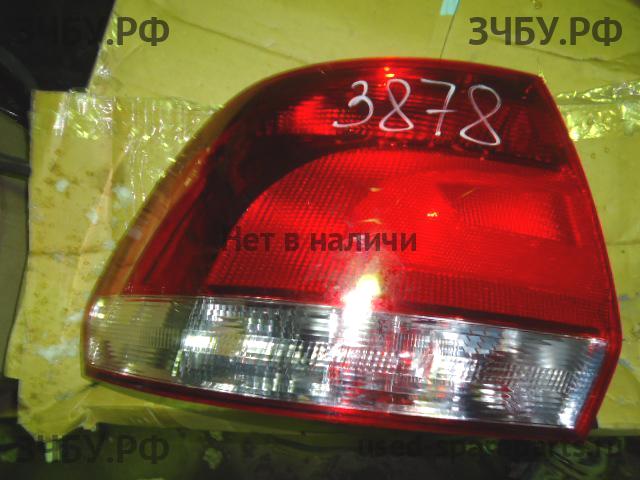 ЗЧБУ.РФ
ЗЧБУ.РФ
3878
Нет в наличи
ЗЧБУ.РФ
used-spareparts.ru